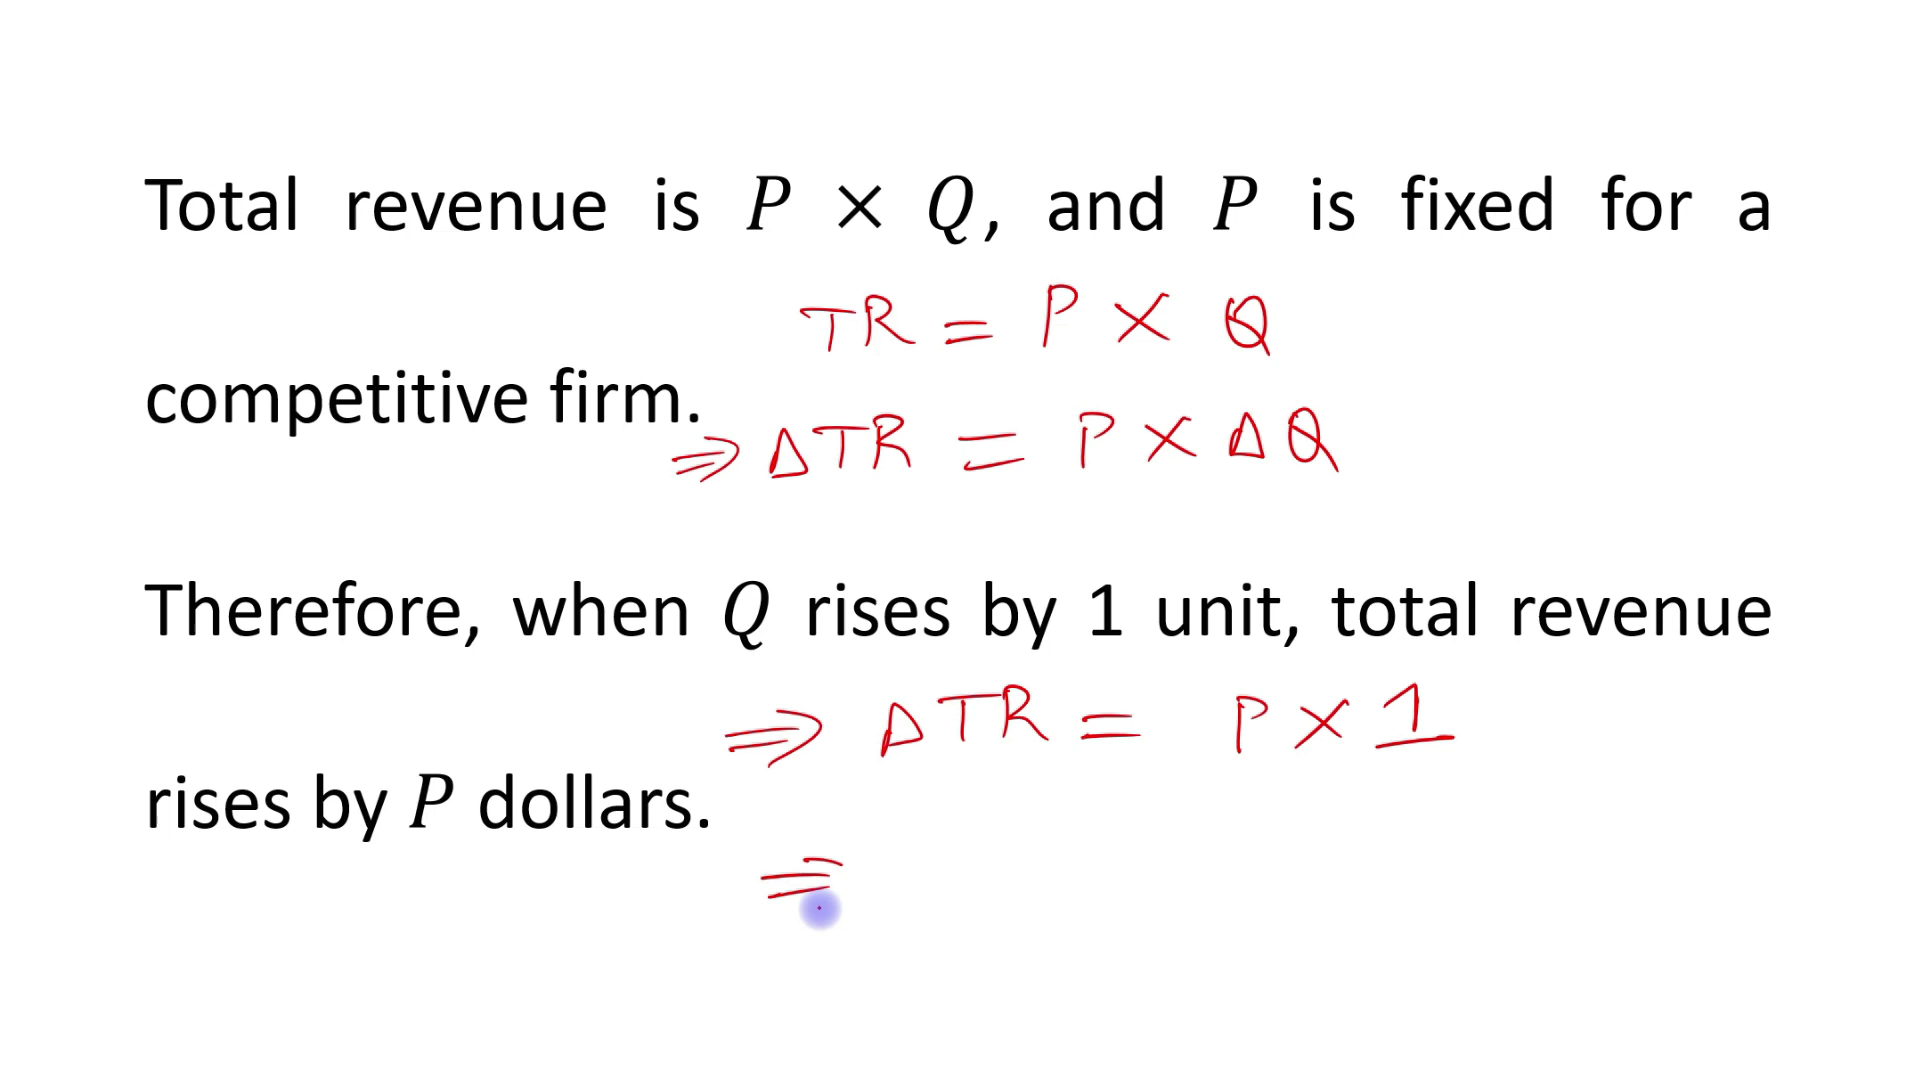 Total revenue is P × Q, and P is fixed for a
TR = P × Q
competitive firm.
⇒ ΔTR = P × ΔQ
Therefore, when Q rises by 1 unit, total revenue
⇒ ΔTR = P × 1
rises by P dollars.